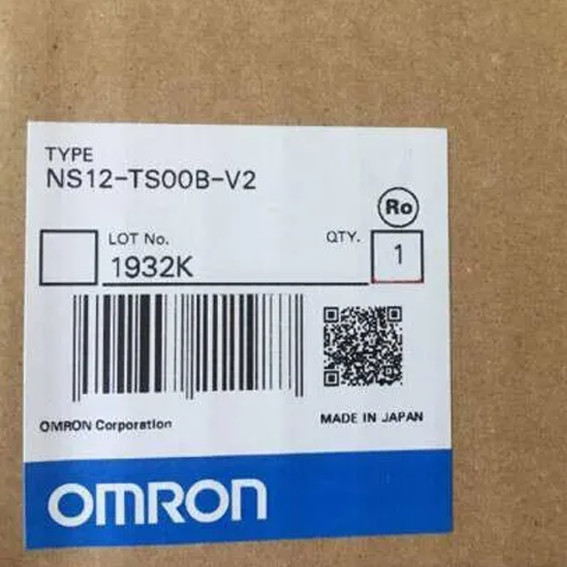 TYPE
NS12-TS00B-V2
Ro
LOT No.
QTY.
1932K
1
OMRON Corporation
MADE IN JAPAN
OMRON